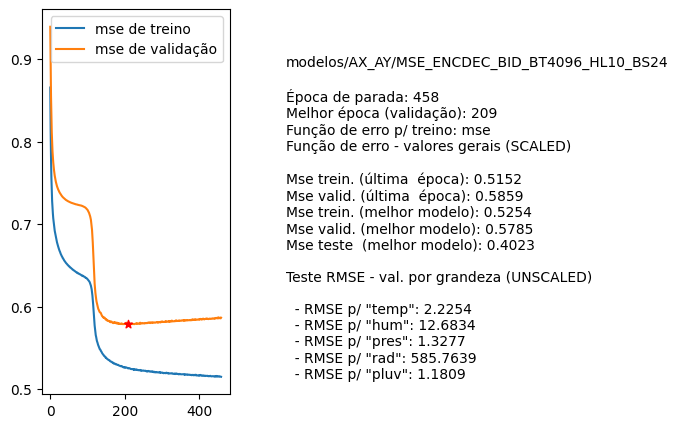 mse de treino
mse de validação
0.9
0.8
0.7
0.6
0.5
0
200
400
modelos/AX_AY/MSE_ENCDEC_BID_BT4096_HL10_BS24
Época de parada: 458
Melhor época (validação): 209
Função de erro p/ treino: mse
Função de erro - valores gerais (SCALED)
Mse trein. (última  época): 0.5152
Mse valid. (última  época): 0.5859
Mse trein. (melhor modelo): 0.5254
Mse valid. (melhor modelo): 0.5785
Mse teste  (melhor modelo): 0.4023
Teste RMSE - val. por grandeza (UNSCALED)
- RMSE p/ "temp": 2.2254
- RMSE p/ "hum": 12.6834
- RMSE p/ "pres": 1.3277
- RMSE p/ "rad": 585.7639
- RMSE p/ "pluv": 1.1809